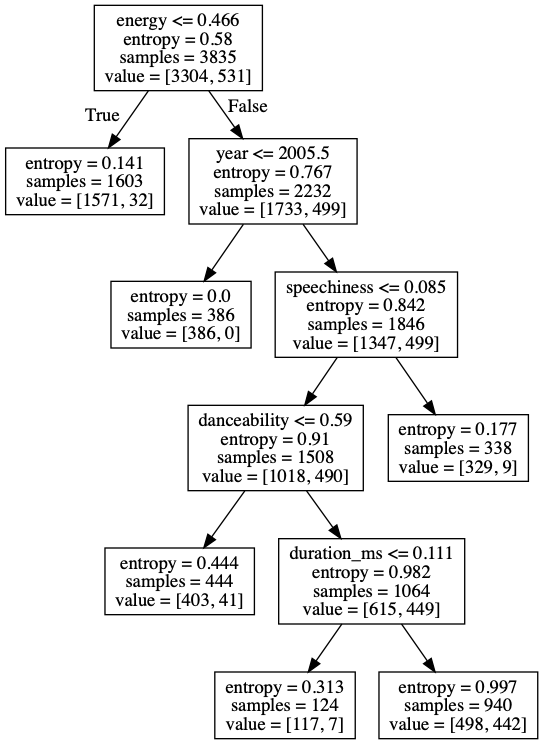 energy <= 0.466
entropy = 0.58
samples = 3835
value = [3304, 531]
True
False
entropy = 0.141
samples = 1603
value = [1571, 32]
year <= 2005.5
entropy = 0.767
samples = 2232
value = [1733, 499]
entropy = 0.0
samples = 386
value = [386, 0]
speechiness <= 0.085
entropy = 0.842
samples = 1846
value = [1347, 499]
danceability <= 0.59
entropy = 0.91
samples = 1508
value = [1018, 490]
entropy = 0.177
samples = 338
value = [329, 9]
entropy = 0.444
samples = 444
value = [403, 41]
duration_ms <= 0.111
entropy = 0.982
samples = 1064
value = [615, 449]
entropy = 0.313
samples = 124
value = [117, 7]
entropy = 0.997
samples = 940
value = [498, 442]